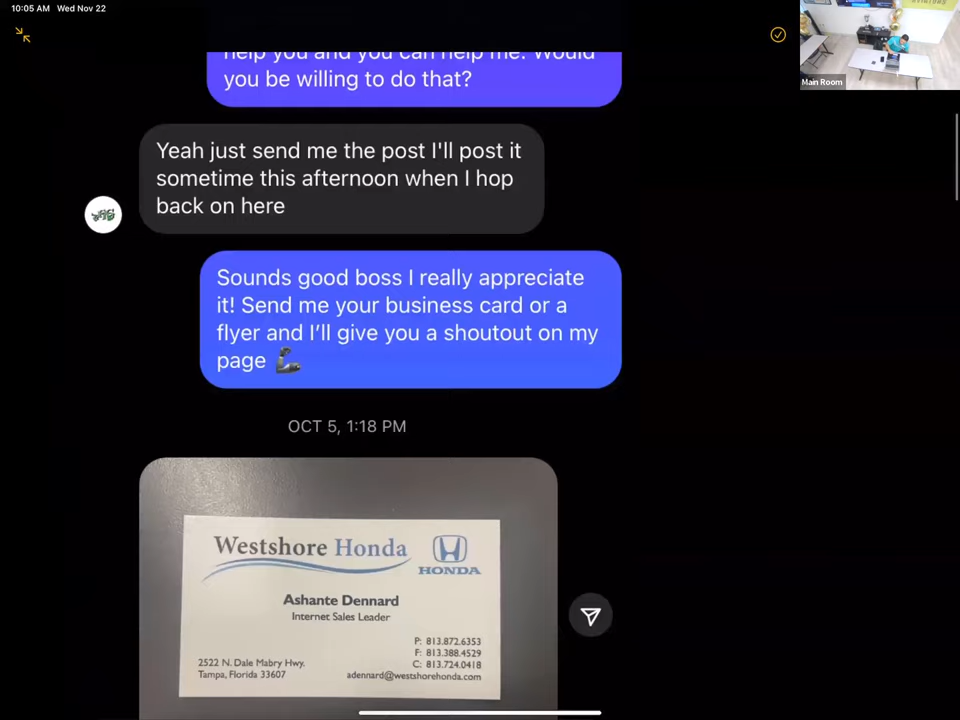 10:05 AM Wed Nov 22
help you and you can help me. Would
you be willing to do that?
Main Room
Yeah just send me the post I'll post it
sometime this afternoon when I hop
back on here
Sounds good boss I really appreciate
it! Send me your business card or a
flyer and I’ll give you a shoutout on my
page 💪🏿
OCT 5, 1:18 PM
Westshore Honda
HONDA
Ashante Dennard
Internet Sales Leader
P: 813.872.6353
F: 813.388.4529
C: 813.724.0418
2522 N. Dale Mabry Hwy.
Tampa, Florida 33607
adennard@westshorehonda.com